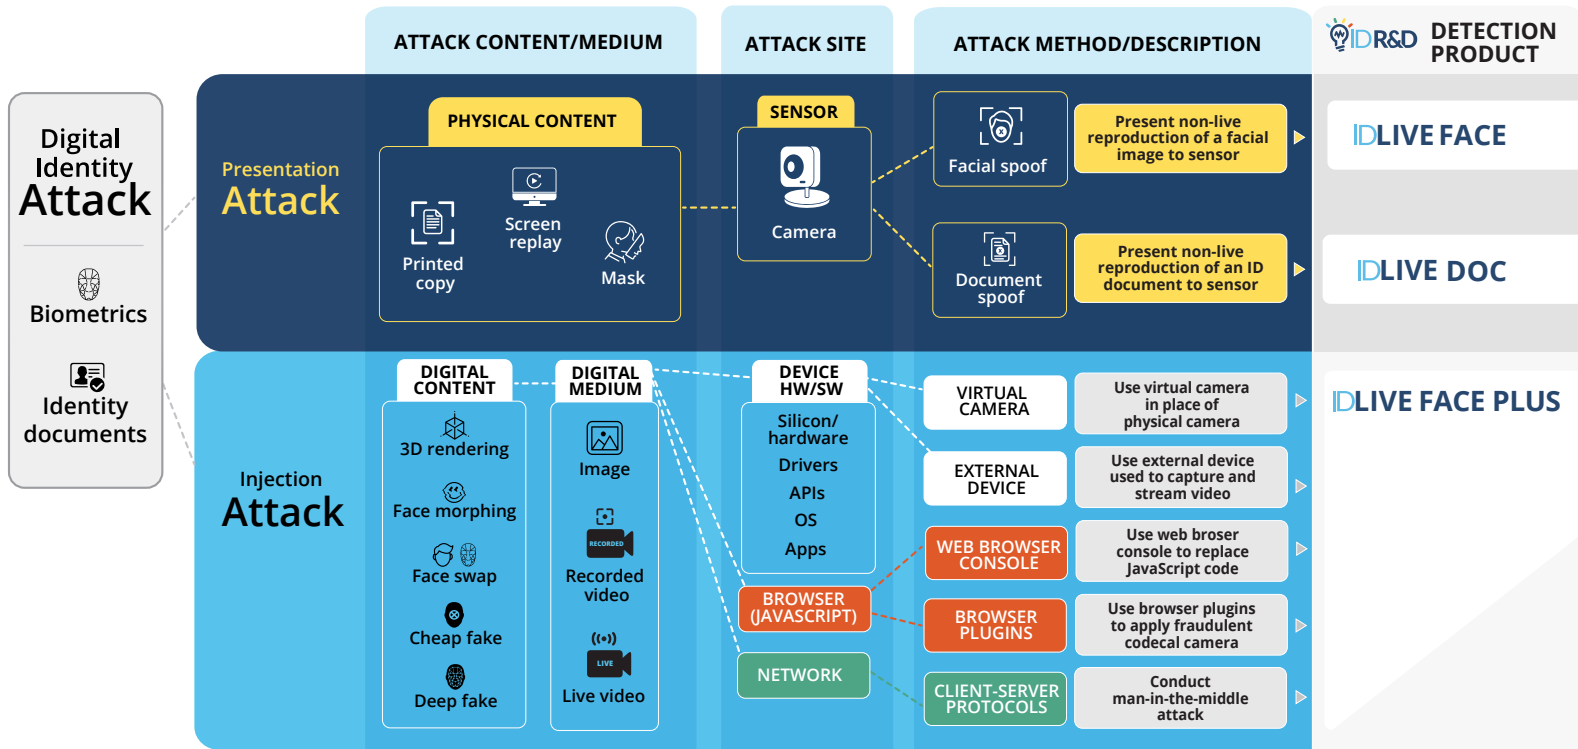 ATTACK CONTENT/MEDIUM
ATTACK SITE
ATTACK METHOD/DESCRIPTION
IDR&D
DETECTION
PRODUCT
Digital
Identity
Attack
Biometrics
Identity
documents
Presentation
Attack
PHYSICAL CONTENT
Printed
copy
Screen
replay
Mask
SENSOR
Camera
Facial spoof
Present non-live
reproduction of a facial
image to sensor
IDLIVE FACE
Document
spoof
Present non-live
reproduction of an ID
document to sensor
IDLIVE DOC
Injection
Attack
DIGITAL
CONTENT
3D rendering
Face morphing
Face swap
Cheap fake
Deep fake
DIGITAL
MEDIUM
Image
RECORDED
Recorded
video
LIVE
Live video
DEVICE
HW/SW
Silicon/
hardware
Drivers
APIs
OS
Apps
BROWSER
(JAVASCRIPT)
NETWORK
VIRTUAL
CAMERA
Use virtual camera
in place of
physical camera
EXTERNAL
DEVICE
Use external device
used to capture and
stream video
WEB BROWSER
CONSOLE
Use web broser
console to replace
JavaScript code
BROWSER
PLUGINS
Use browser plugins
to apply fraudulent
codecal camera
CLIENT-SERVER
PROTOCOLS
Conduct
man-in-the-middle
attack
IDLIVE FACE PLUS